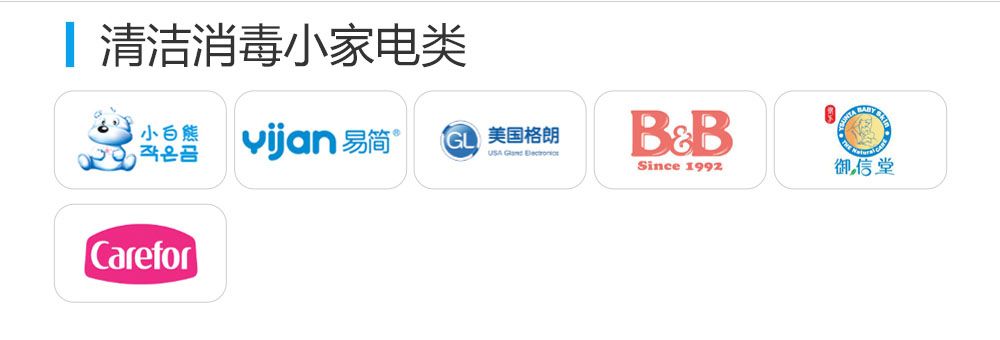 清洁消毒小家电类
小白熊
작은곰
yijan 易简®
GL
美国格朗
USA Gland Electronics
B&B
Since 1992
御信堂
Carefor